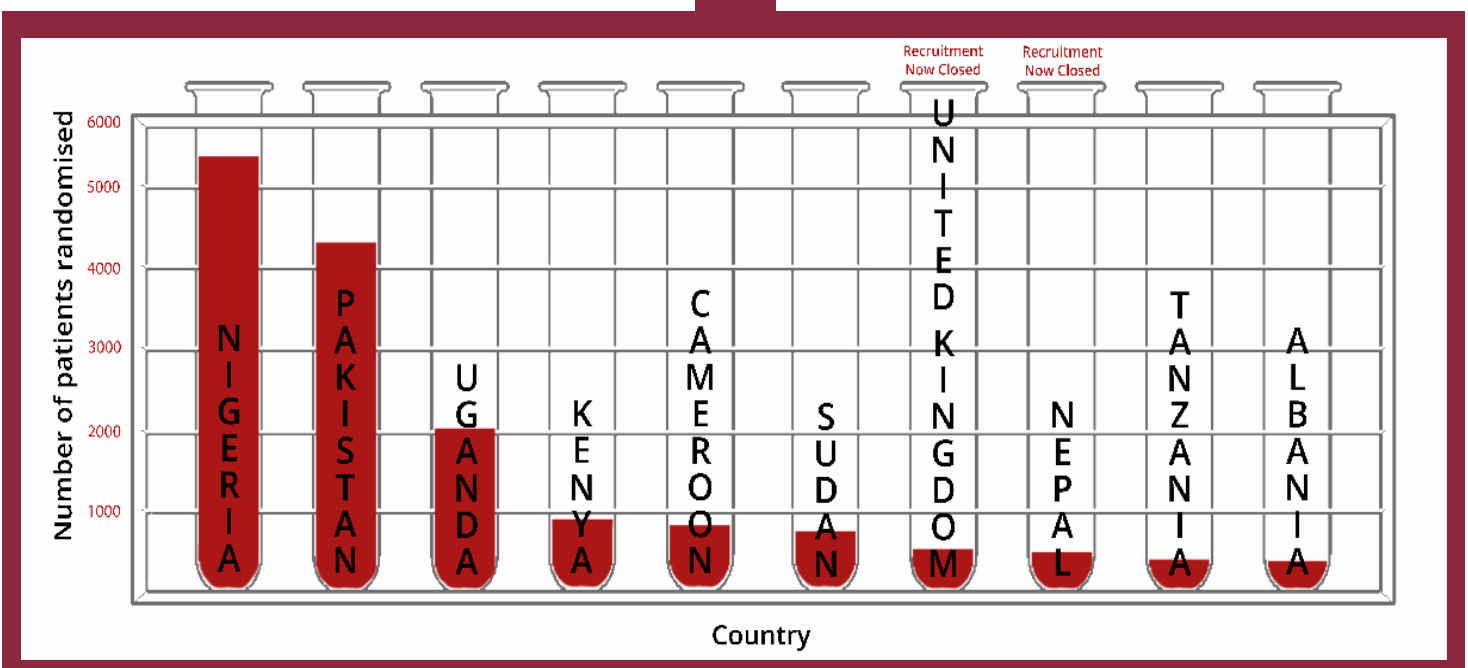 Recruitment
Now Closed
Recruitment
Now Closed
Number of patients randomised
6000
5000
4000
3000
2000
1000
NIGERIA
PAKISTAN
UGANDA
KENYA
CAMEROON
SUDAN
UNITED KINGDOM
NEPAL
TANZANIA
ALBANIA
Country